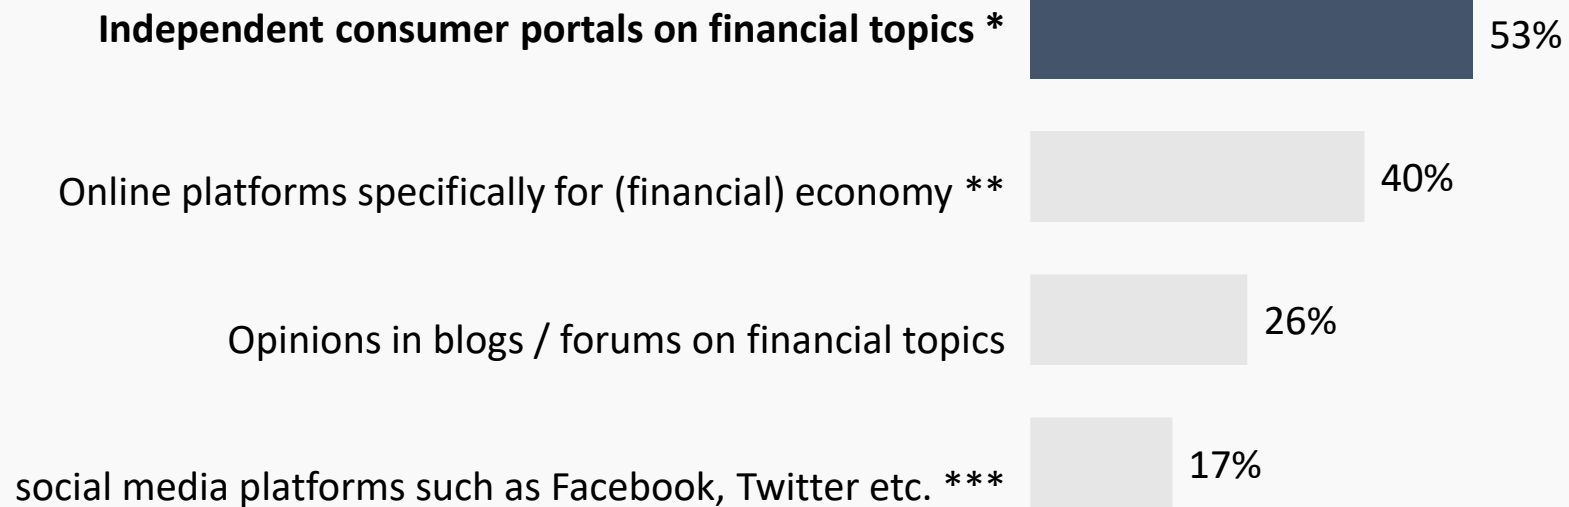 Independent consumer portals on financial topics * 53%
Online platforms specifically for (financial) economy ** 40%
Opinions in blogs / forums on financial topics 26%
social media platforms such as Facebook, Twitter etc. *** 17%